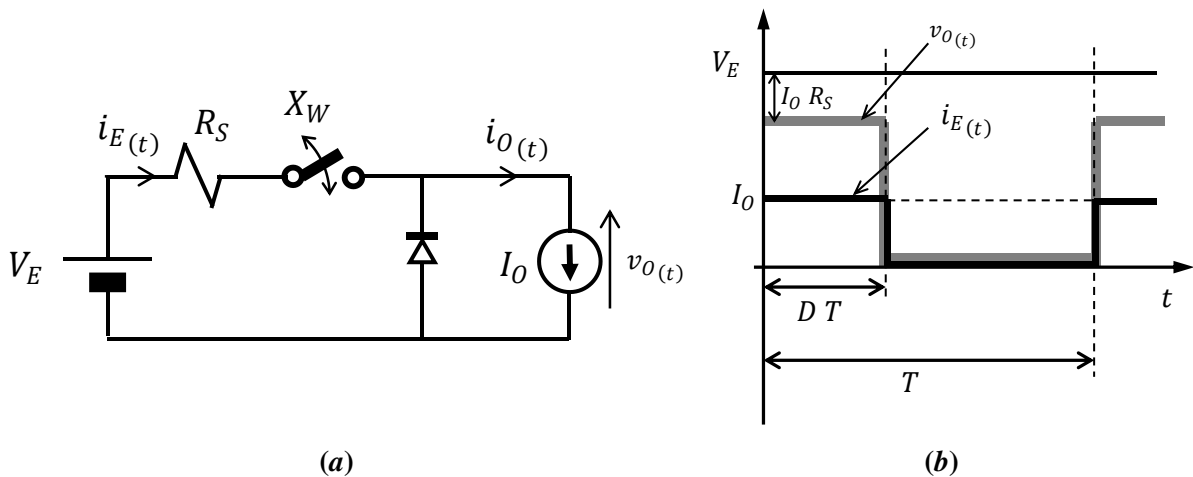 i_E(t)
R_S
X_W
i_O(t)
V_E
I_O
v_O(t)
(a)
v_O(t)
V_E
I_O R_S
i_E(t)
I_O
D T
t
T
(b)